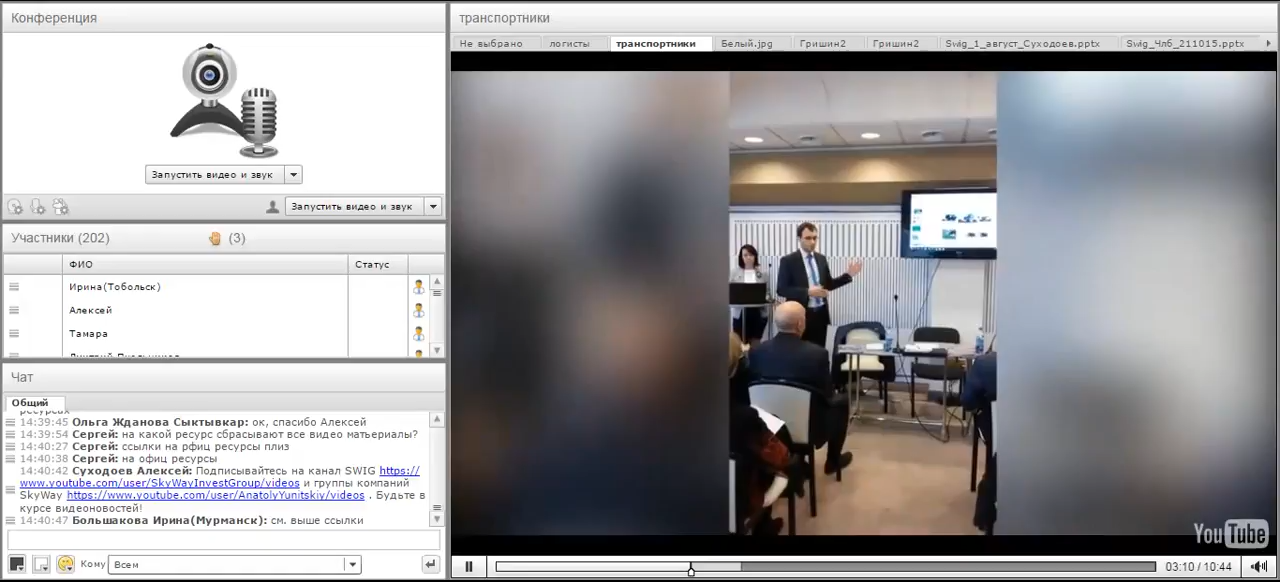 Конференция
Запустить видео и звук
Запустить видео и звук
Участники (202) (3)
ФИО Статус
Ирина(Тобольск)
Алексей
Тамара
Чат
Общий
ресурсах
14:39:45 Ольга Жданова Сыктывкар: ок, спасибо Алексей
14:39:54 Сергей: на какой ресурс сбрасывают все видео матьериалы?
14:40:27 Сергей: ссылки на рфиц ресурсы плиз
14:40:38 Сергей: на офиц ресурсы
14:40:42 Суходоев Алексей: Подписывайтесь на канал SWIG https://
www.youtube.com/user/SkyWayInvestGroup/videos и группы компаний
SkyWay https://www.youtube.com/user/AnatolyYunitskiy/videos . Будьте в
курсе видеоновостей!
14:40:47 Большакова Ирина(Мурманск): см. выше ссылки
Кому Всем
транспортники
Не выбрано логисты транспортники Белый.jpg Гришин2 Гришин2 Swig_1_август_Суходоев.pptx Swig_Члб_211015.pptx
YouTube
03:10 / 10:44